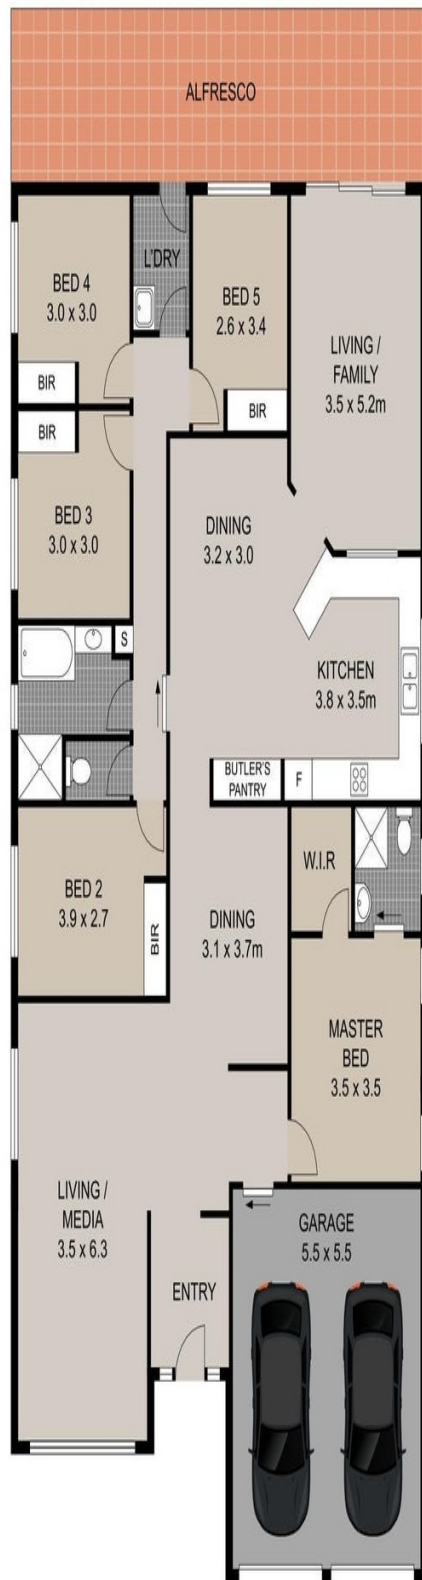 ALFRESCO
BED 4
3.0 x 3.0
BIR
L'DRY
BED 5
2.6 x 3.4
BIR
LIVING /
FAMILY
3.5 x 5.2m
BIR
BED 3
3.0 x 3.0
DINING
3.2 x 3.0
S
KITCHEN
3.8 x 3.5m
BUTLER'S
PANTRY
F
BED 2
3.9 x 2.7
BIR
DINING
3.1 x 3.7m
W.I.R
MASTER
BED
3.5 x 3.5
LIVING /
MEDIA
3.5 x 6.3
ENTRY
GARAGE
5.5 x 5.5